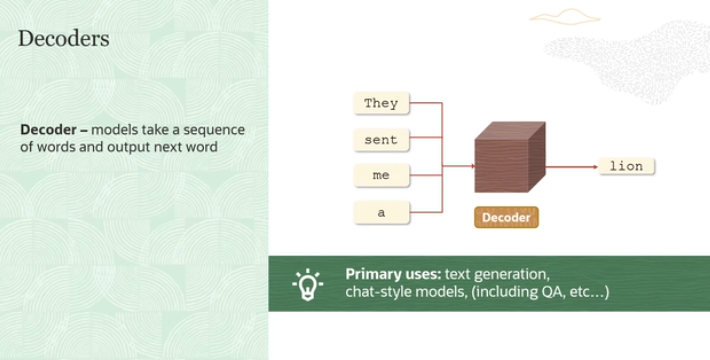 Decoders
Decoder – models take a sequence
of words and output next word
They
sent
me
a
lion
Decoder
Primary uses: text generation,
chat-style models, (including QA, etc...)